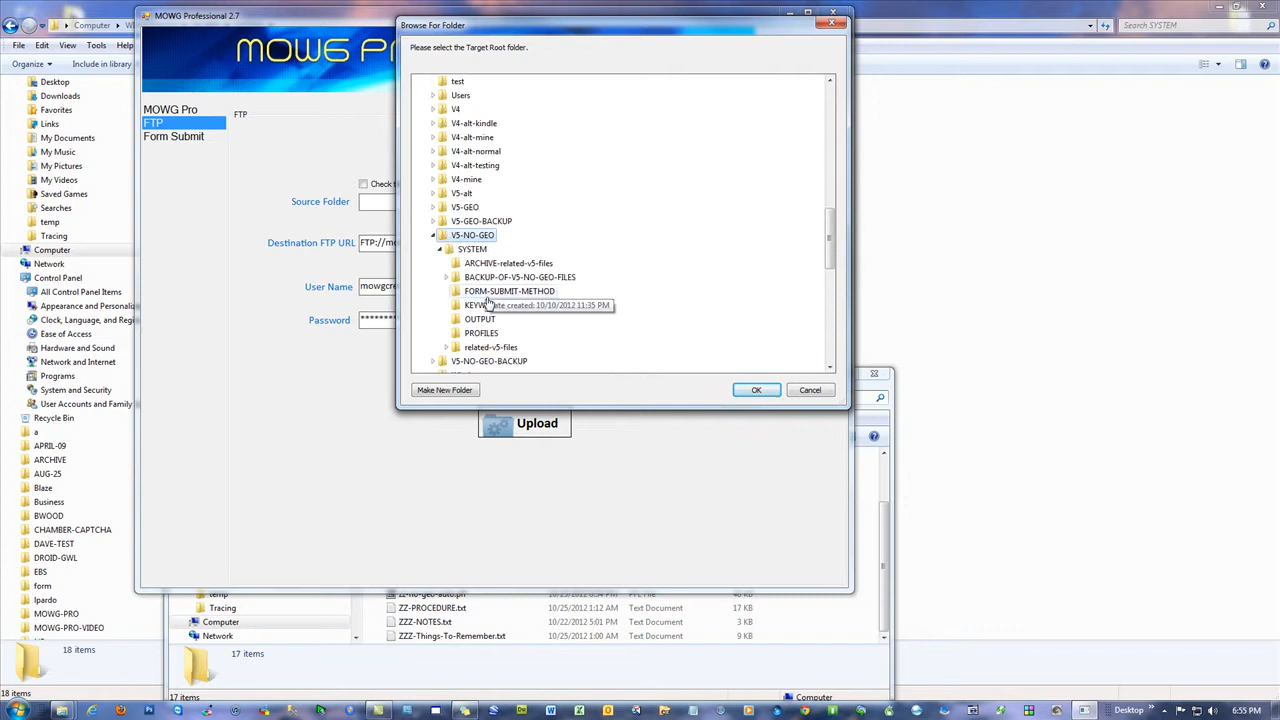 MOWG Professional 2.7
Browse For Folder
Computer
Search SYSTEM
File Edit View Tools
Organize
Include in library
Please select the Target Root folder.
MOWG
Desktop
Downloads
Favorites
Links
My Documents
My Music
My Pictures
My Videos
Saved Games
Searches
temp
Tracing
Computer
Network
Control Panel
All Control Panel Items
Appearance and Personaliz
Clock, Language, and Reg
Ease of Access
Hardware and Sound
Network and Internet
Programs
System and Security
User Accounts and Family
Recycle Bin
a
APRIL-09
ARCHIVE
AUG-25
Blaze
Business
BWOOD
CHAMBER-CAPTCHA
DAVE-TEST
DROID-GWL
EBS
form
lpardo
MOWG-PRO
MOWG-PRO-VIDEO
18 items
18 items
MOWG Pro
FTP
Form Submit
FTP
Check t
Source Folder
Destination FTP URL
FTP://m
User Name
mowgcre
Password
********
test
Users
V4
V4-alt-kindle
V4-alt-mine
V4-alt-normal
V4-alt-testing
V4-mine
V5-alt
V5-GEO
V5-GEO-BACKUP
V5-NO-GEO
SYSTEM
ARCHIVE-related-v5-files
BACKUP-OF-V5-NO-GEO-FILES
FORM-SUBMIT-METHOD
KEYW
ate created: 10/10/2012 11:35 PM
OUTPUT
PROFILES
related-v5-files
V5-NO-GEO-BACKUP
Make New Folder
OK
Cancel
Upload
Tracing
Computer
Network
ZZ-PROCEDURE.txt 10/25/2012 1:12 AM Text Document 17 KB
ZZZ-NOTES.txt 10/22/2012 5:01 PM Text Document 3 KB
ZZZ-Things-To-Remember.txt 10/25/2012 1:00 AM Text Document 9 KB
17 items
17 items
Computer
Desktop
6:55 PM